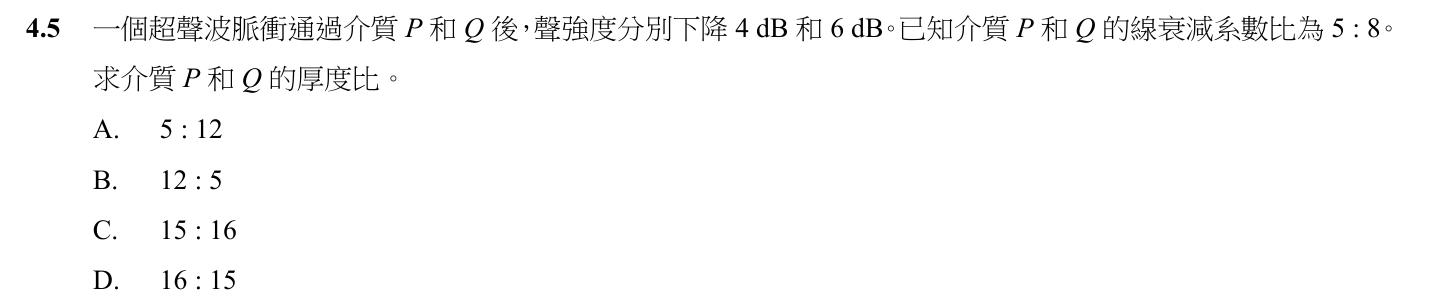 4.5 一個超聲波脈衝通過介質 P 和 Q 後，聲強度分別下降 4 dB 和 6 dB。已知介質 P 和 Q 的線衰減系數比為 5 : 8。
求介質 P 和 Q 的厚度比。
A. 5 : 12
B. 12 : 5
C. 15 : 16
D. 16 : 15